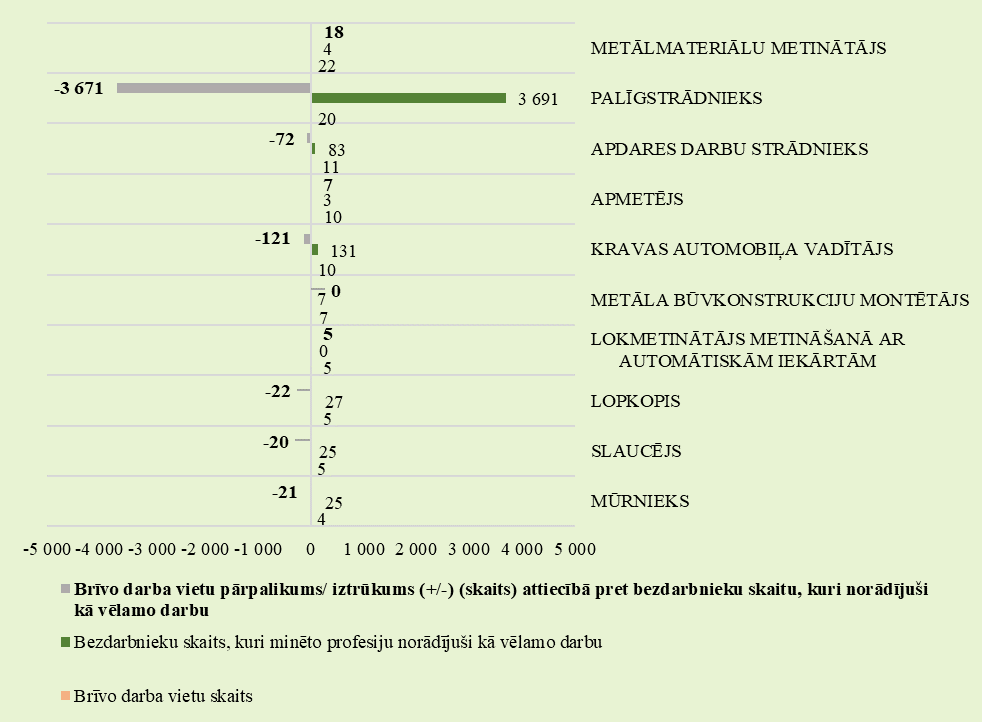 18
4
22
METĀLMATERIĀLU METINĀTĀJS
-3 671
3 691
20
PALĪGSTRĀDNIEKS
-72
83
11
APDARES DARBU STRĀDNIEKS
7
3
10
APMETĒJS
-121
131
10
KRAVAS AUTOMOBIĻA VADĪTĀJS
0
7
7
METĀLA BŪVKONSTRUKCIJU MONTĒTĀJS
5
0
5
LOKMETINĀTĀJS METINĀŠANĀ AR
AUTOMĀTISKĀM IEKĀRTĀM
-22
27
5
LOPKOPIS
-20
25
5
SLAUCĒJS
-21
25
4
MŪRNIEKS
-5 000 -4 000 -3 000 -2 000 -1 000 0 1 000 2 000 3 000 4 000 5 000
Brīvo darba vietu pārpalikums/ iztrūkums (+/-) (skaits) attiecībā pret bezdarbnieku skaitu, kuri norādījuši
kā vēlamo darbu
Bezdarbnieku skaits, kuri minēto profesiju norādījuši kā vēlamo darbu
Brīvo darba vietu skaits